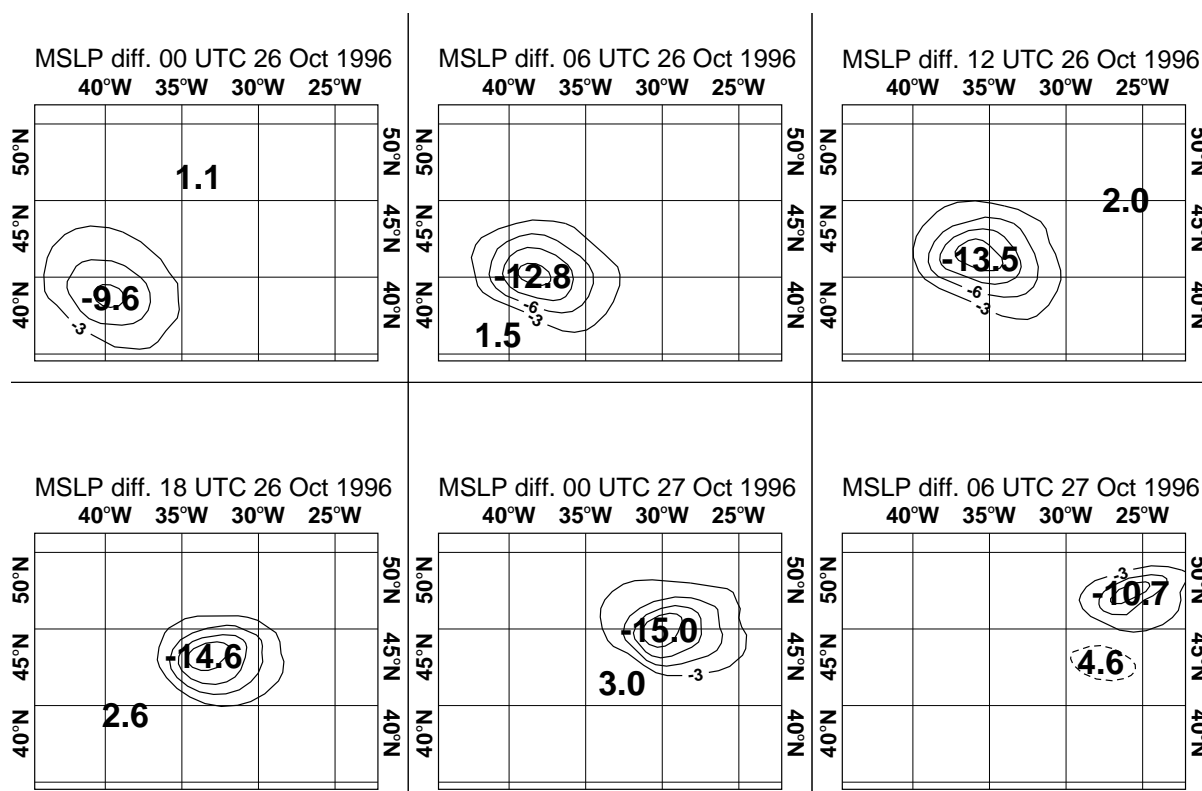 MSLP diff. 00 UTC 26 Oct 1996
40°W 35°W 30°W 25°W
50°N 50°N
1.1
45°N 45°N
40°N 40°N
-9.6
-3
MSLP diff. 06 UTC 26 Oct 1996
40°W 35°W 30°W 25°W
50°N 50°N
45°N 45°N
-12.8
40°N 40°N
-6
-3
1.5
MSLP diff. 12 UTC 26 Oct 1996
40°W 35°W 30°W 25°W
50°N 50°N
2.0
45°N 45°N
-13.5
40°N 40°N
-6
-3
MSLP diff. 18 UTC 26 Oct 1996
40°W 35°W 30°W 25°W
50°N 50°N
45°N 45°N
-14.6
2.6
40°N 40°N
MSLP diff. 00 UTC 27 Oct 1996
40°W 35°W 30°W 25°W
50°N 50°N
-15.0
45°N 45°N
-3
3.0
40°N 40°N
MSLP diff. 06 UTC 27 Oct 1996
40°W 35°W 30°W 25°W
50°N 50°N
-3
-10.7
45°N 45°N
4.6
40°N 40°N